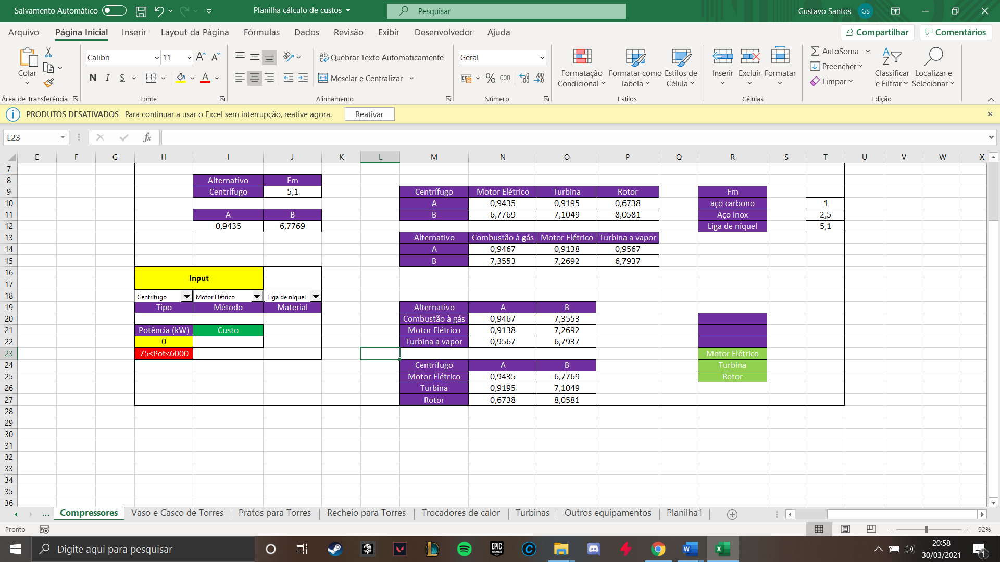 Salvamento Automático
Planilha cálculo de custos
Pesquisar
Gustavo Santos GS
Arquivo Página Inicial Inserir Layout da Página Fórmulas Dados Revisão Exibir Desenvolvedor Ajuda
Compartilhar Comentários
Colar
Calibri 11
N I S
Quebrar Texto Automaticamente
Mesclar e Centralizar
Geral
% 000
Formatação Condicional
Formatar como Tabela
Estilos de Célula
Inserir Excluir Formatar
AutoSoma
Preencher
Limpar
Classificar e Filtrar
Localizar e Selecionar
Área de Transferência Fonte Alinhamento Número Estilos Células Edição
PRODUTOS DESATIVADOS Para continuar a usar o Excel sem interrupção, reative agora. Reativar
L23 fx
E F G H I J K L M N O P Q R S T U V W X
7
8 Alternativo Fm
9 Centrífugo 5,1 Centrífugo Motor Elétrico Turbina Rotor Fm
10 A 0,9435 0,9195 0,6738 aço carbono 1
11 A B B 6,7769 7,1049 8,0581 Aço Inox 2,5
12 0,9435 6,7769 Liga de níquel 5,1
13 Alternativo Combustão à gás Motor Elétrico Turbina a vapor
14 A 0,9467 0,9138 0,9567
15 B 7,3553 7,2692 6,7937
16
Input
17
18 Centrífugo Motor Elétrico Liga de níquel
19 Tipo Método Material Alternativo A B
20 Combustão à gás 0,9467 7,3553
21 Potência (kW) Custo Motor Elétrico 0,9138 7,2692
22 0 Turbina a vapor 0,9567 6,7937
23 75<Pot<6000 Motor Elétrico
24 Centrífugo A B Turbina
25 Motor Elétrico 0,9435 6,7769 Rotor
26 Turbina 0,9195 7,1049
27 Rotor 0,6738 8,0581
28
29
30
31
32
33
34
35
36
... Compressores Vaso e Casco de Torres Pratos para Torres Recheio para Torres Trocadores de calor Turbinas Outros equipamentos Planilha1
Pronto 92%
Digite aqui para pesquisar
EPIC GAMES
20:58
30/03/2021
1